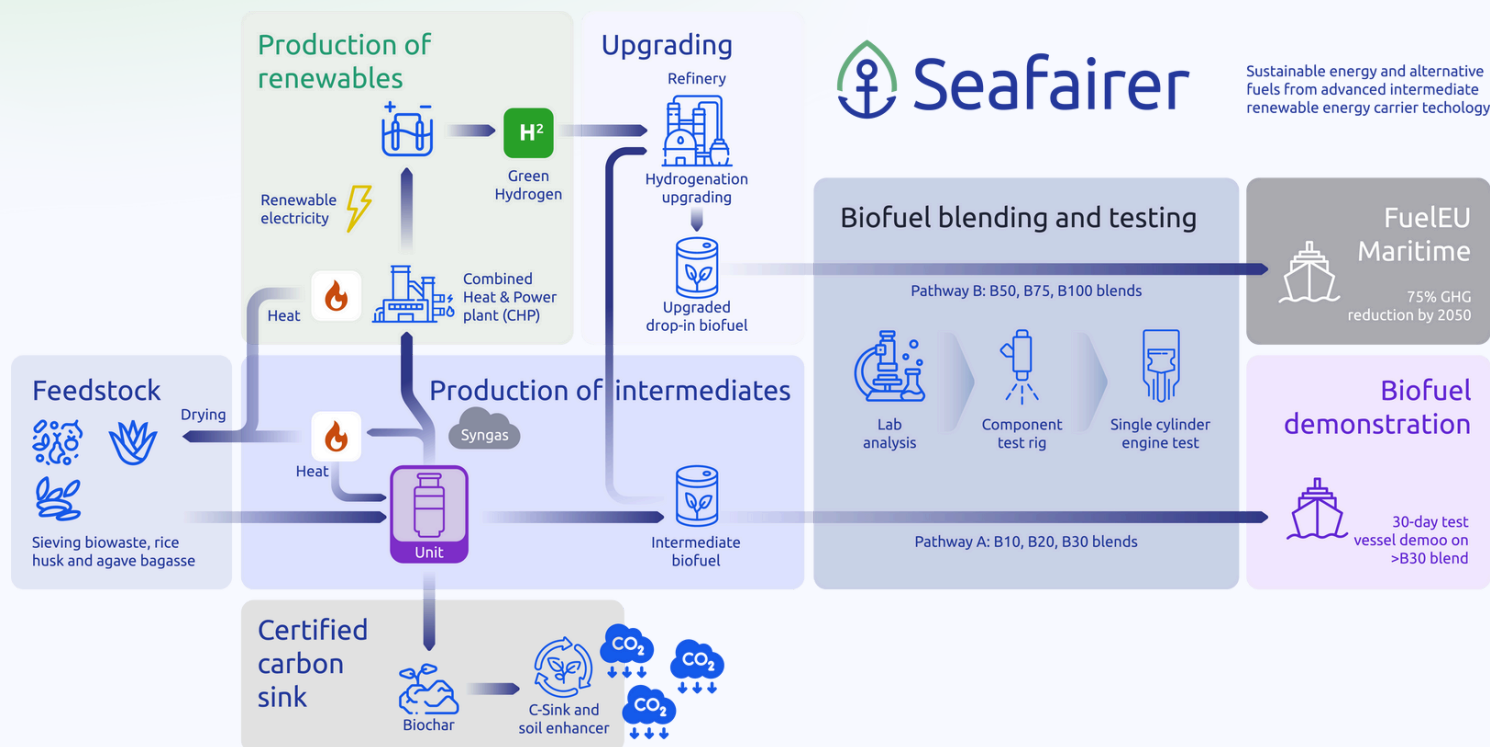 Production of
renewables
+ −
H²
Green
Hydrogen
Renewable
electricity
Combined
Heat & Power
plant (CHP)
Heat
Upgrading
Refinery
Hydrogenation
upgrading
Upgraded
drop-in biofuel
Seafairer
Sustainable energy and alternative
fuels from advanced intermediate
renewable energy carrier techology
Biofuel blending and testing
Pathway B: B50, B75, B100 blends
Lab
analysis
Component
test rig
Single cylinder
engine test
Pathway A: B10, B20, B30 blends
FuelEU
Maritime
75% GHG
reduction by 2050
Biofuel
demonstration
30-day test
vessel demoo on
>B30 blend
Feedstock
Drying
Sieving biowaste, rice
husk and agave bagasse
Production of intermediates
Syngas
Heat
Unit
Intermediate
biofuel
Certified
carbon
sink
Biochar
C-Sink and
soil enhancer
CO2
CO2
CO2